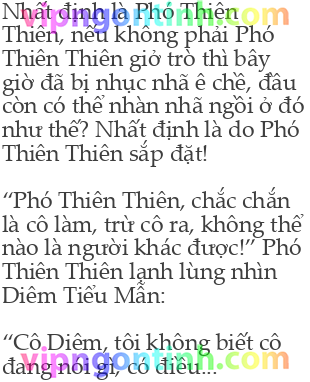 Nhất định là Phó Thiên
vipngontinh.com
Thiên, nếu không phải Phó
Thiên Thiên giở trò thì bây
giờ đã bị nhục nhã ê chề, đâu
còn có thể nhàn nhã ngồi ở đó
như thế? Nhất định là do Phó
Thiên Thiên sắp đặt!
“Phó Thiên Thiên, chắc chắn
là cô làm, trừ cô ra, không thể
nào là người khác được!” Phó
Thiên Thiên lạnh lùng nhìn
Diêm Tiểu Mẫn:
“Cô Diêm, tôi không biết cô
vipngontinh.com
đang nói gì, có điều...